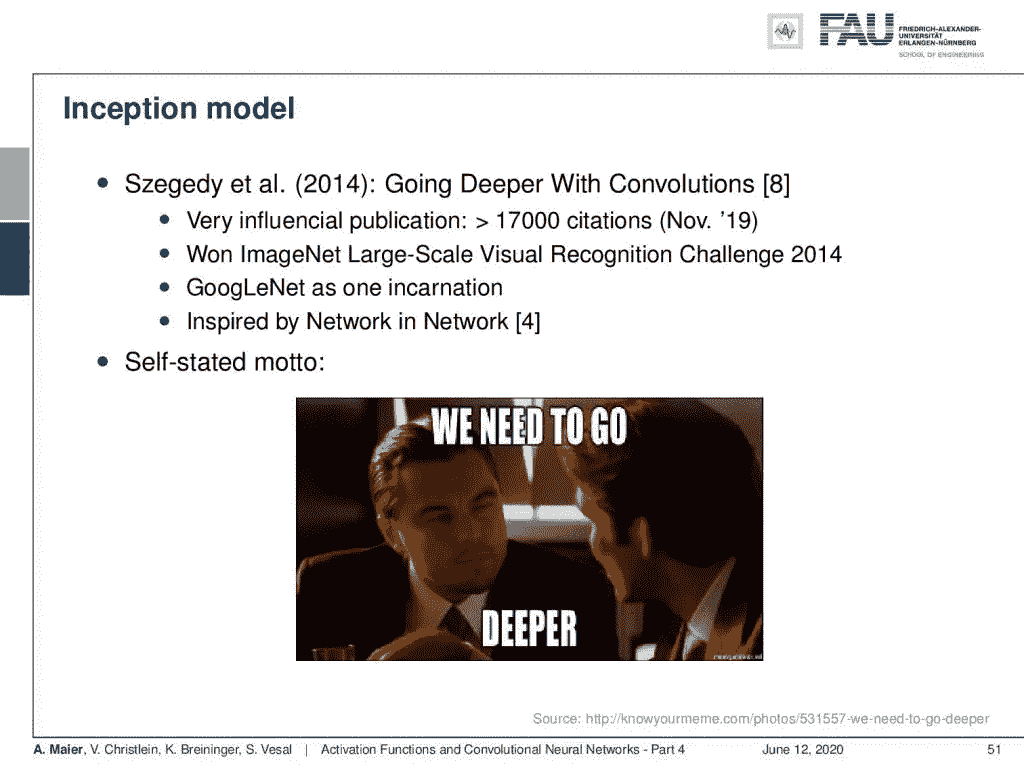 FAU
FRIEDRICH-ALEXANDER-
UNIVERSITÄT
ERLANGEN-NÜRNBERG
SCHOOL OF ENGINEERING
Inception model
• Szegedy et al. (2014): Going Deeper With Convolutions [8]
• Very influencial publication: > 17000 citations (Nov. ’19)
• Won ImageNet Large-Scale Visual Recognition Challenge 2014
• GoogLeNet as one incarnation
• Inspired by Network in Network [4]
• Self-stated motto:
WE NEED TO GO
DEEPER
Source: http://knowyourmeme.com/photos/531557-we-need-to-go-deeper
A. Maier, V. Christlein, K. Breininger, S. Vesal | Activation Functions and Convolutional Neural Networks - Part 4 June 12, 2020 51